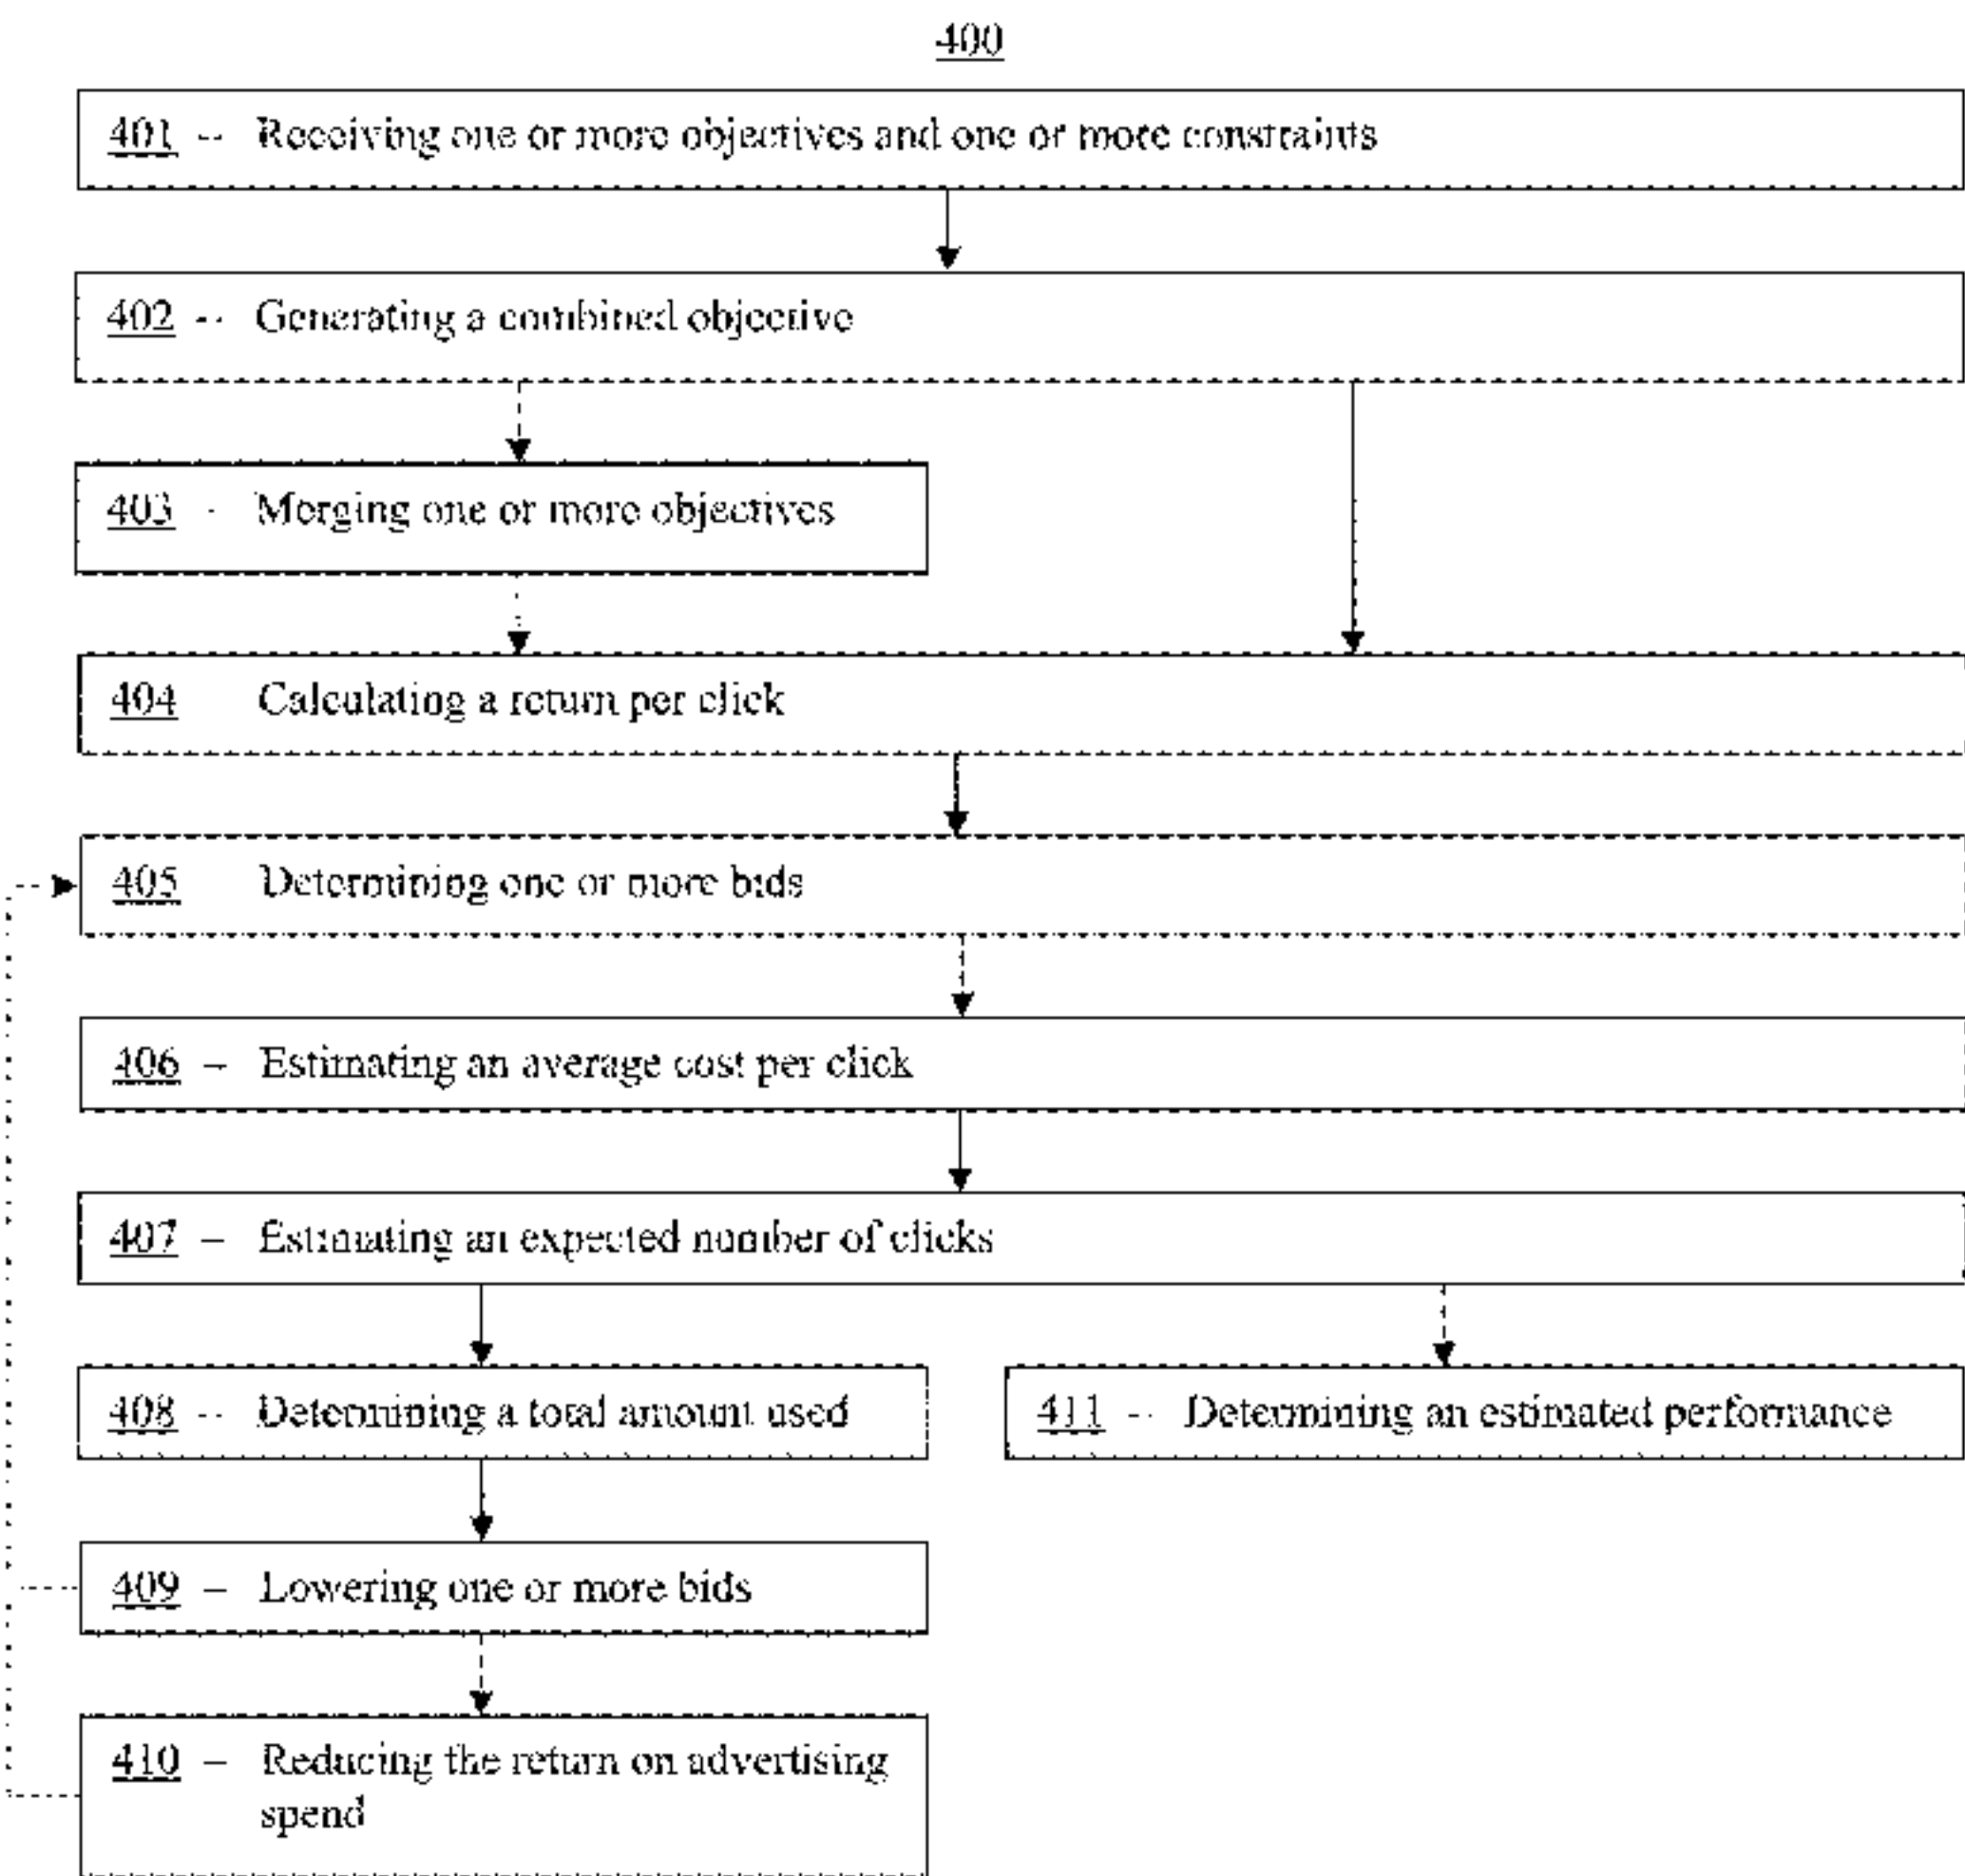 400
401 -- Receiving one or more objectives and one or more constraints
402 -- Generating a combined objective
403 - Merging one or more objectives
404 Calculating a return per click
405 Determining one or more bids
406 – Estimating an average cost per click
407 – Estimating an expected number of clicks
408 -- Determining a total amount used
411 -- Determining an estimated performance
409 – Lowering one or more bids
410 – Reducing the return on advertising
spend